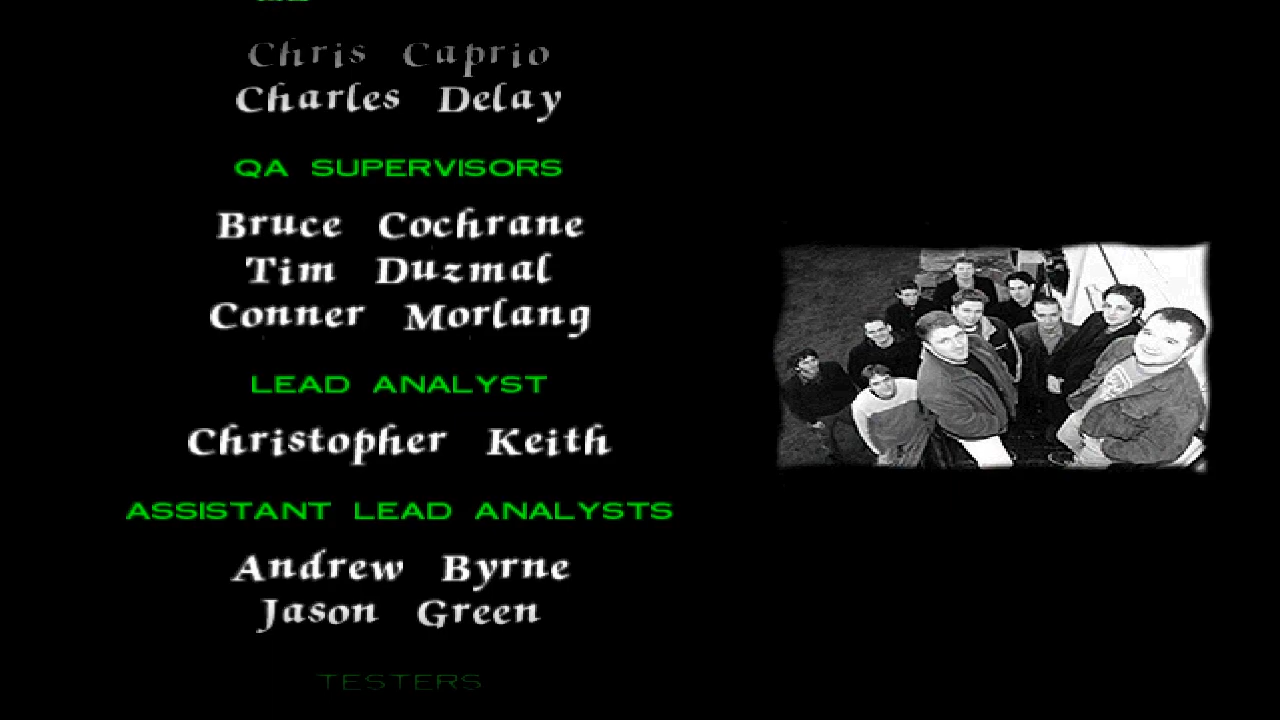 Chris Caprio
Charles Delay
QA SUPERVISORS
Bruce Cochrane
Tim Duzmal
Conner Morlang
LEAD ANALYST
Christopher Keith
ASSISTANT LEAD ANALYSTS
Andrew Byrne
Jason Green
TESTERS